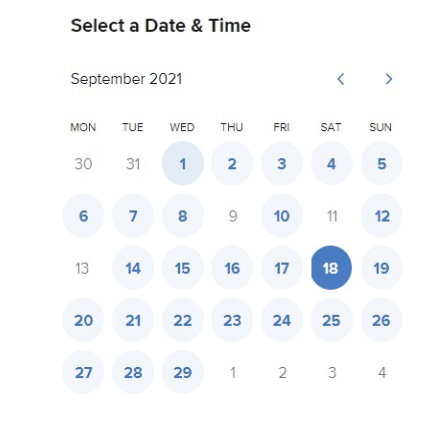 Select a Date & Time
September 2021
MON TUE WED THU FRI SAT SUN
30 31 1 2 3 4 5
6 7 8 9 10 11 12
13 14 15 16 17 18 19
20 21 22 23 24 25 26
27 28 29 1 2 3 4